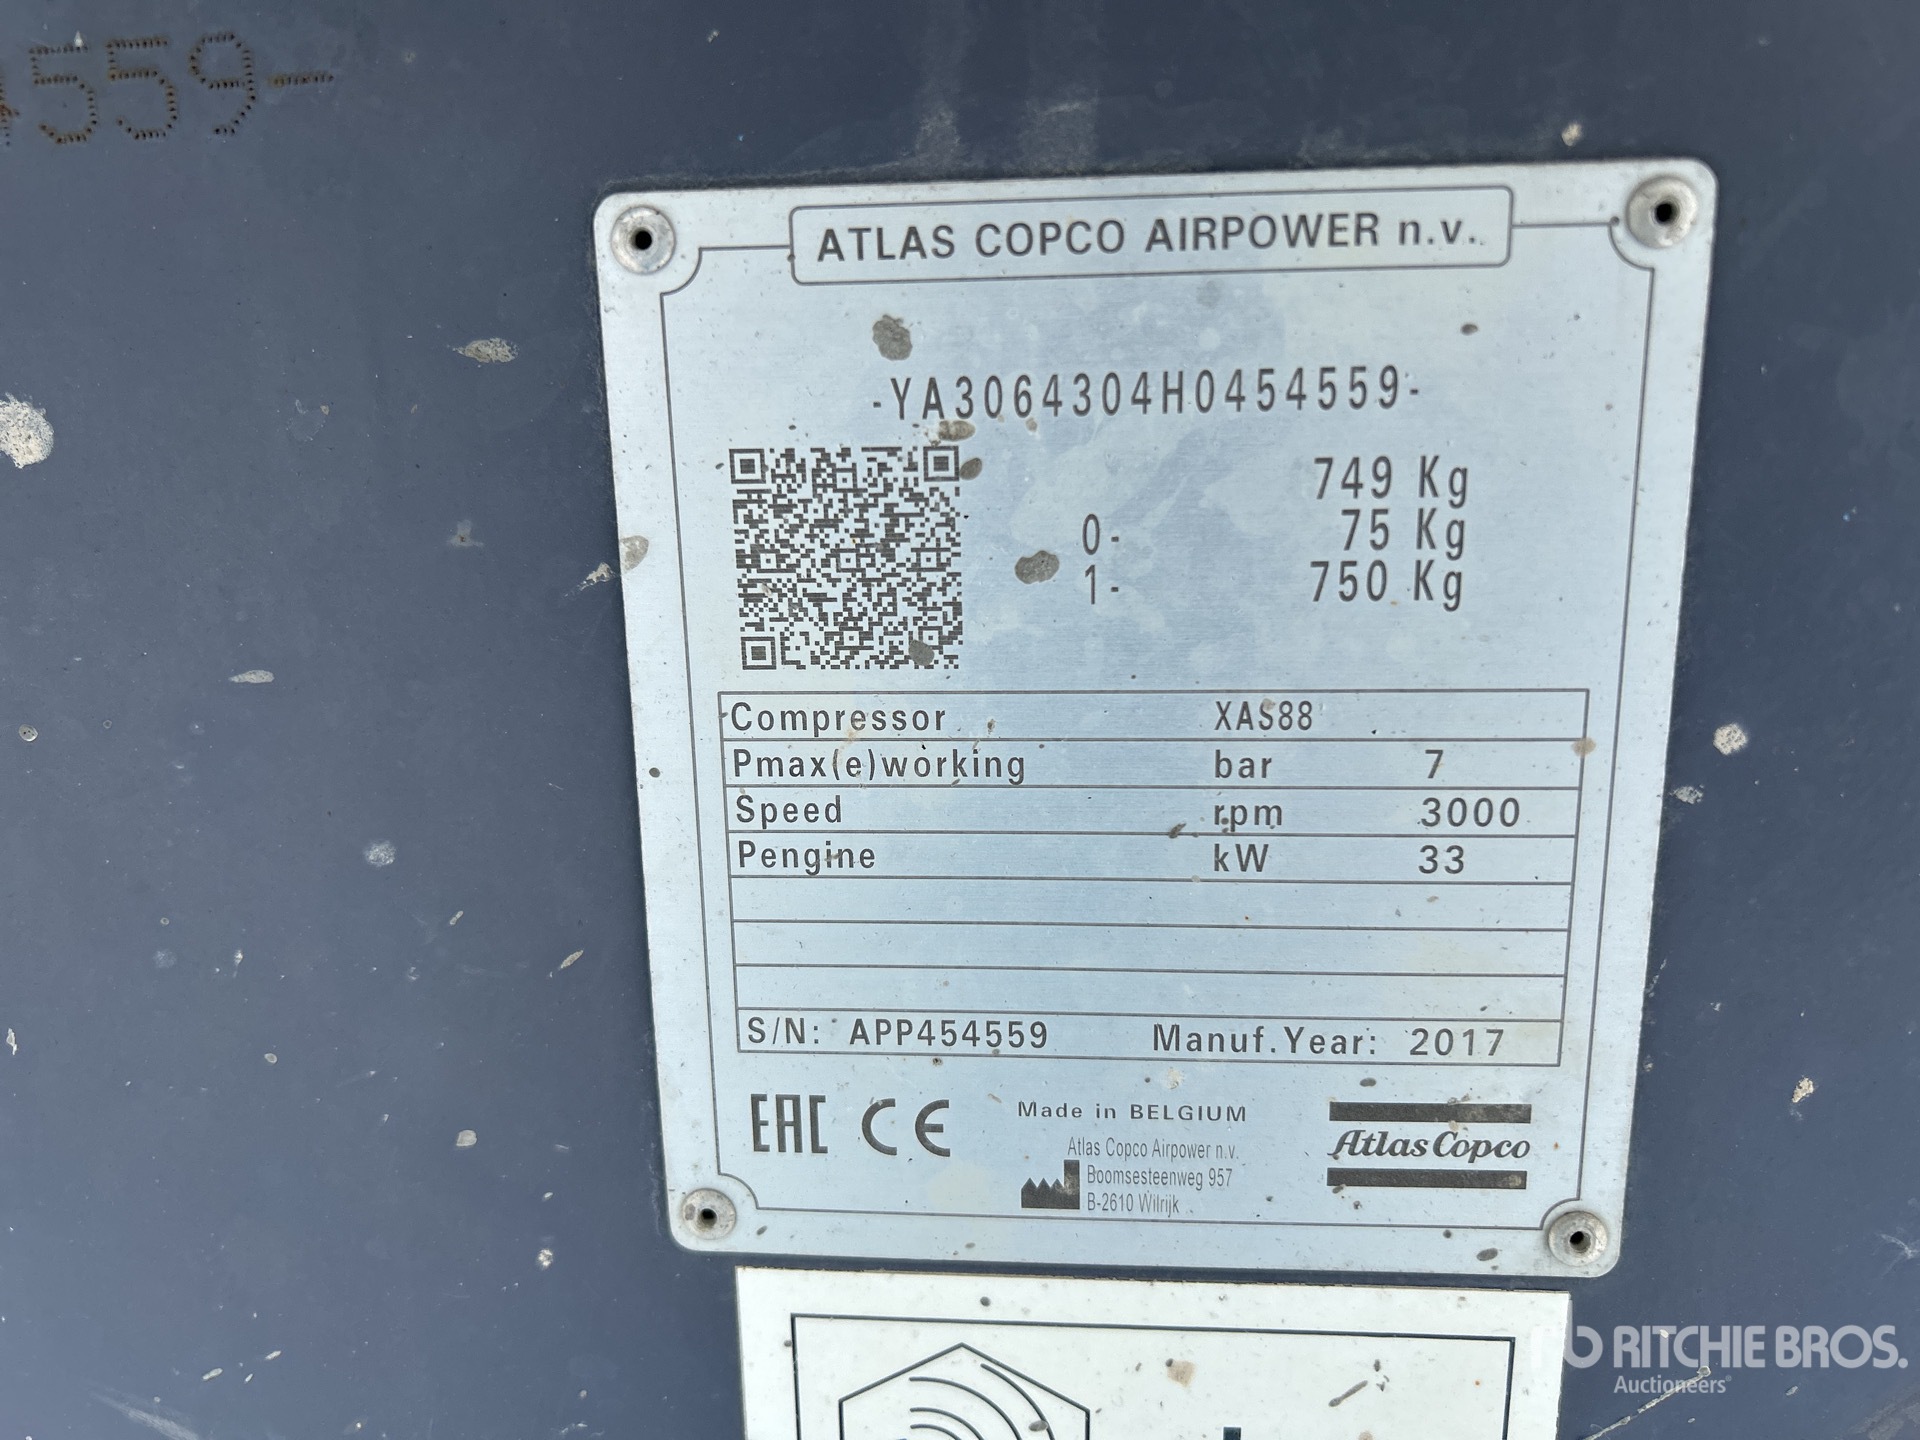 4559-
ATLAS COPCO AIRPOWER n.v.
-YA3064304H0454559-
749 Kg
0- 75 Kg
1- 750 Kg
Compressor XAS88
Pmax(e)working bar 7
Speed rpm 3000
Pengine kW 33
S/N: APP454559 Manuf.Year: 2017
EAC CE
Made in BELGIUM
Atlas Copco Airpower n.v.
Boomsesteenweg 957
B-2610 Wilrijk
Atlas Copco
RITCHIE BROS.
Auctioneers